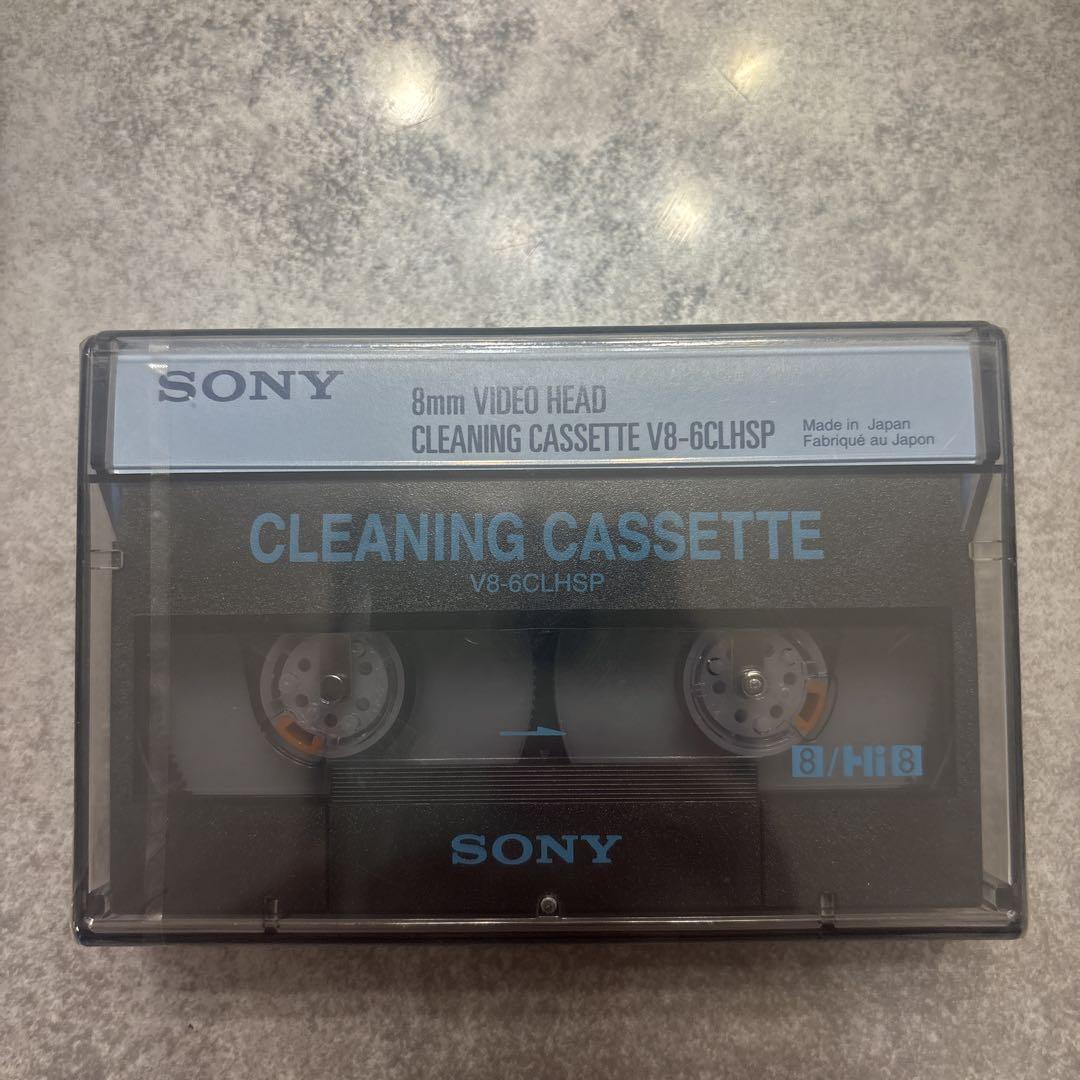 SONY
8mm VIDEO HEAD
CLEANING CASSETTE V8-6CLHSP
Made in Japan
Fabriqué au Japon
CLEANING CASSETTE
V8-6CLHSP
8/Hi8
SONY